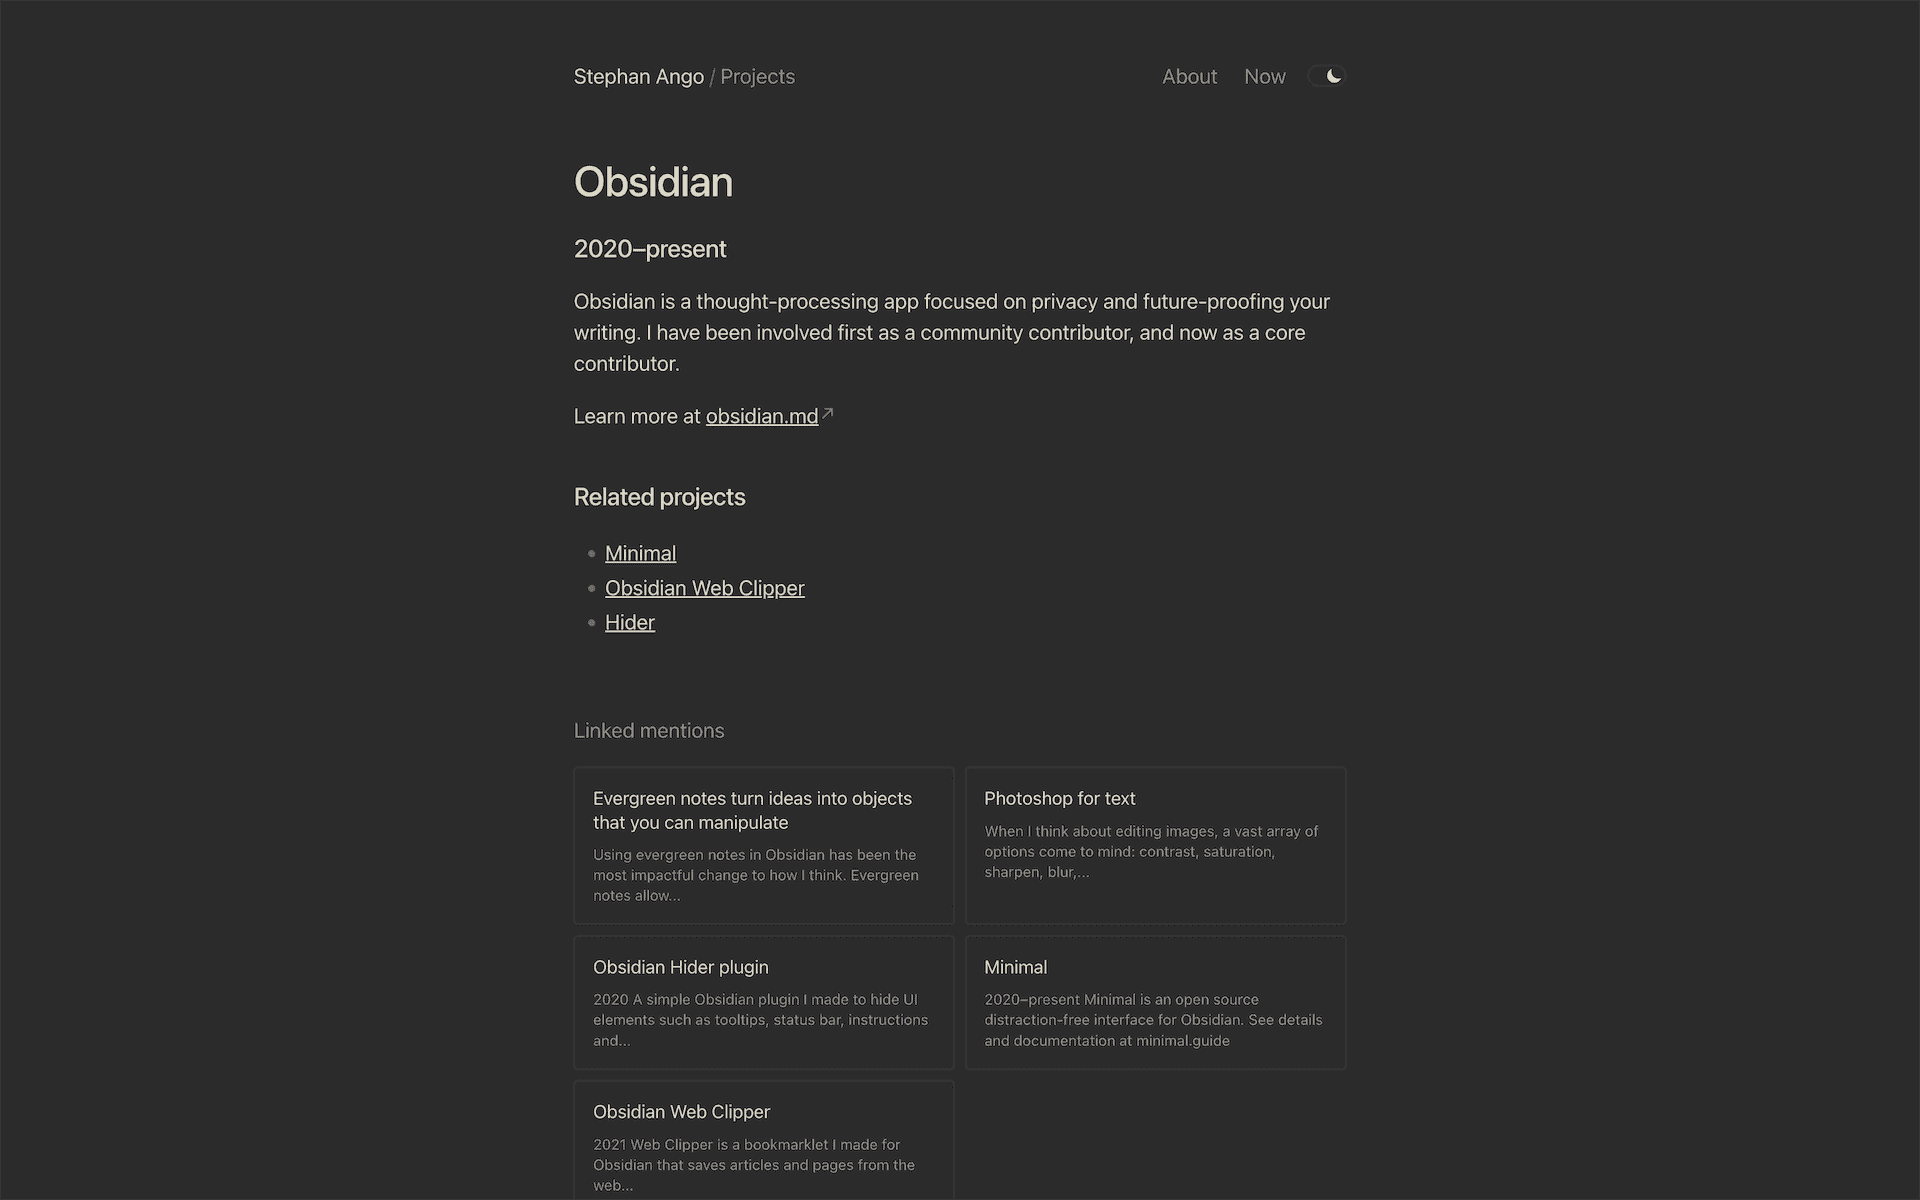 Stephan Ango / Projects
About
Now
Obsidian
2020–present
Obsidian is a thought-processing app focused on privacy and future-proofing your
writing. I have been involved first as a community contributor, and now as a core
contributor.
Learn more at obsidian.md↗
Related projects
• Minimal
• Obsidian Web Clipper
• Hider
Linked mentions
Evergreen notes turn ideas into objects
that you can manipulate
Using evergreen notes in Obsidian has been the
most impactful change to how I think. Evergreen
notes allow...
Photoshop for text
When I think about editing images, a vast array of
options come to mind: contrast, saturation,
sharpen, blur,...
Obsidian Hider plugin
2020 A simple Obsidian plugin I made to hide UI
elements such as tooltips, status bar, instructions
and...
Minimal
2020–present Minimal is an open source
distraction-free interface for Obsidian. See details
and documentation at minimal.guide
Obsidian Web Clipper
2021 Web Clipper is a bookmarklet I made for
Obsidian that saves articles and pages from the
web...